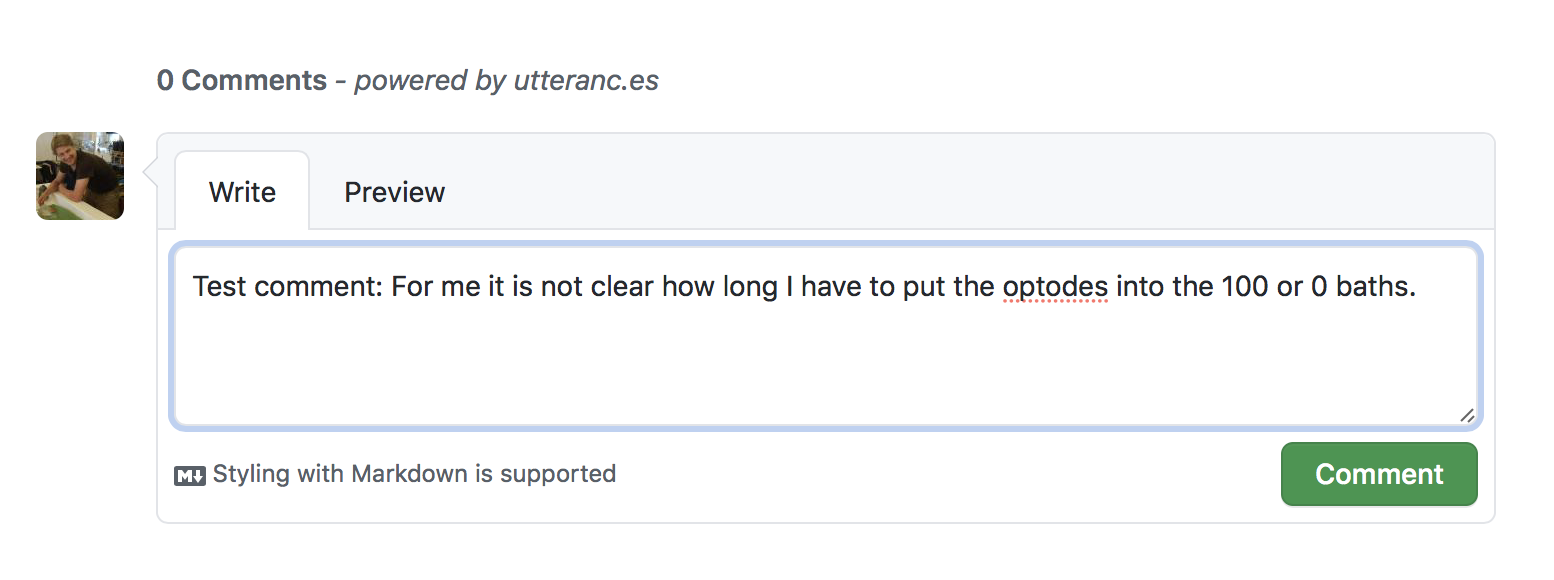 0 Comments - powered by utteranc.es
Write Preview
Test comment: For me it is not clear how long I have to put the optodes into the 100 or 0 baths.
M Styling with Markdown is supported
Comment